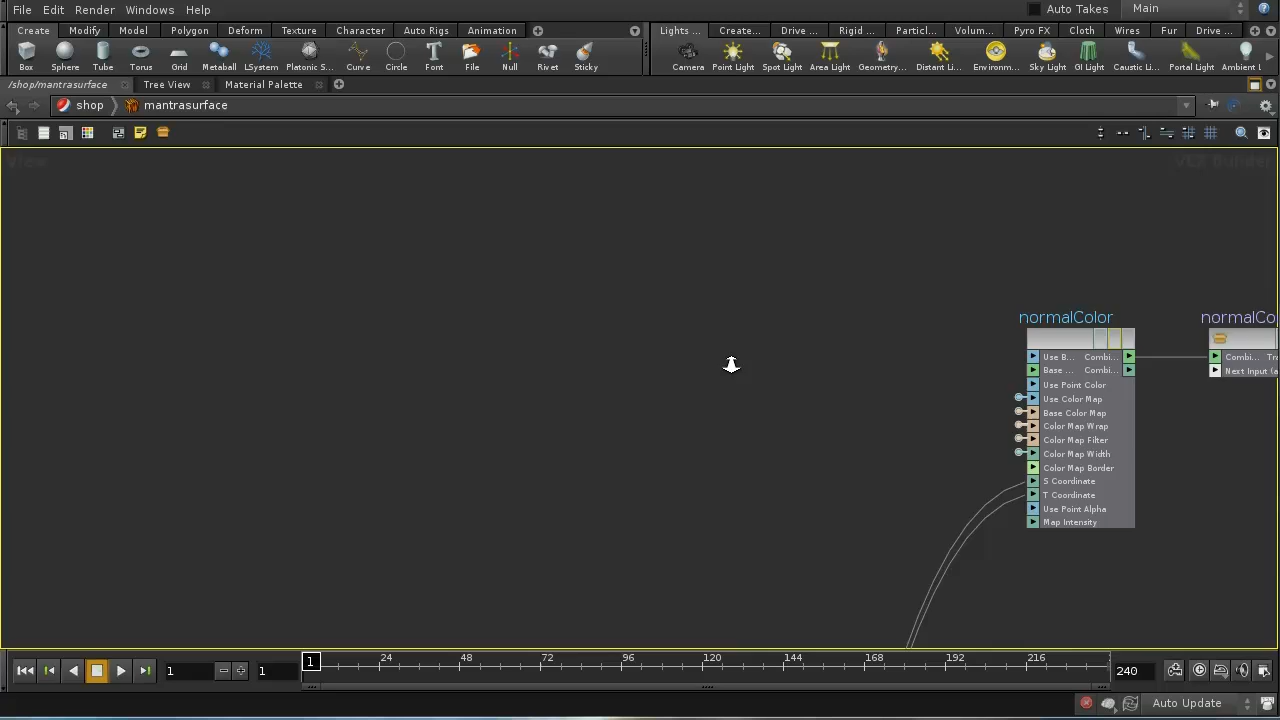 File Edit Render Windows Help Auto Takes Main
Create Modify Model Polygon Deform Texture Character Auto Rigs Animation Lights ... Create... Drive ... Rigid ... Particl... Volum... Pyro FX Cloth Wires Fur Drive ...
Box Sphere Tube Torus Grid Metaball LSystem Platonic S... Curve Circle Font File Null Rivet Sticky Camera Point Light Spot Light Area Light Geometry... Distant Li... Environm... Sky Light GI Light Caustic Li... Portal Light Ambient L
/shop/mantrasurface Tree View Material Palette
shop mantrasurface
View VEX Builder
normalColor normalCo
Use B... Combi... Combi... Tr
Base ... Combi... Next Input (a
Use Point Color
Use Color Map
Base Color Map
Color Map Wrap
Color Map Filter
Color Map Width
Color Map Border
S Coordinate
T Coordinate
Use Point Alpha
Map Intensity
1 1 1 24 48 72 96 120 144 168 192 216 240
Auto Update